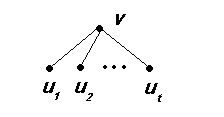 v
u₁ u₂ ... uₜ